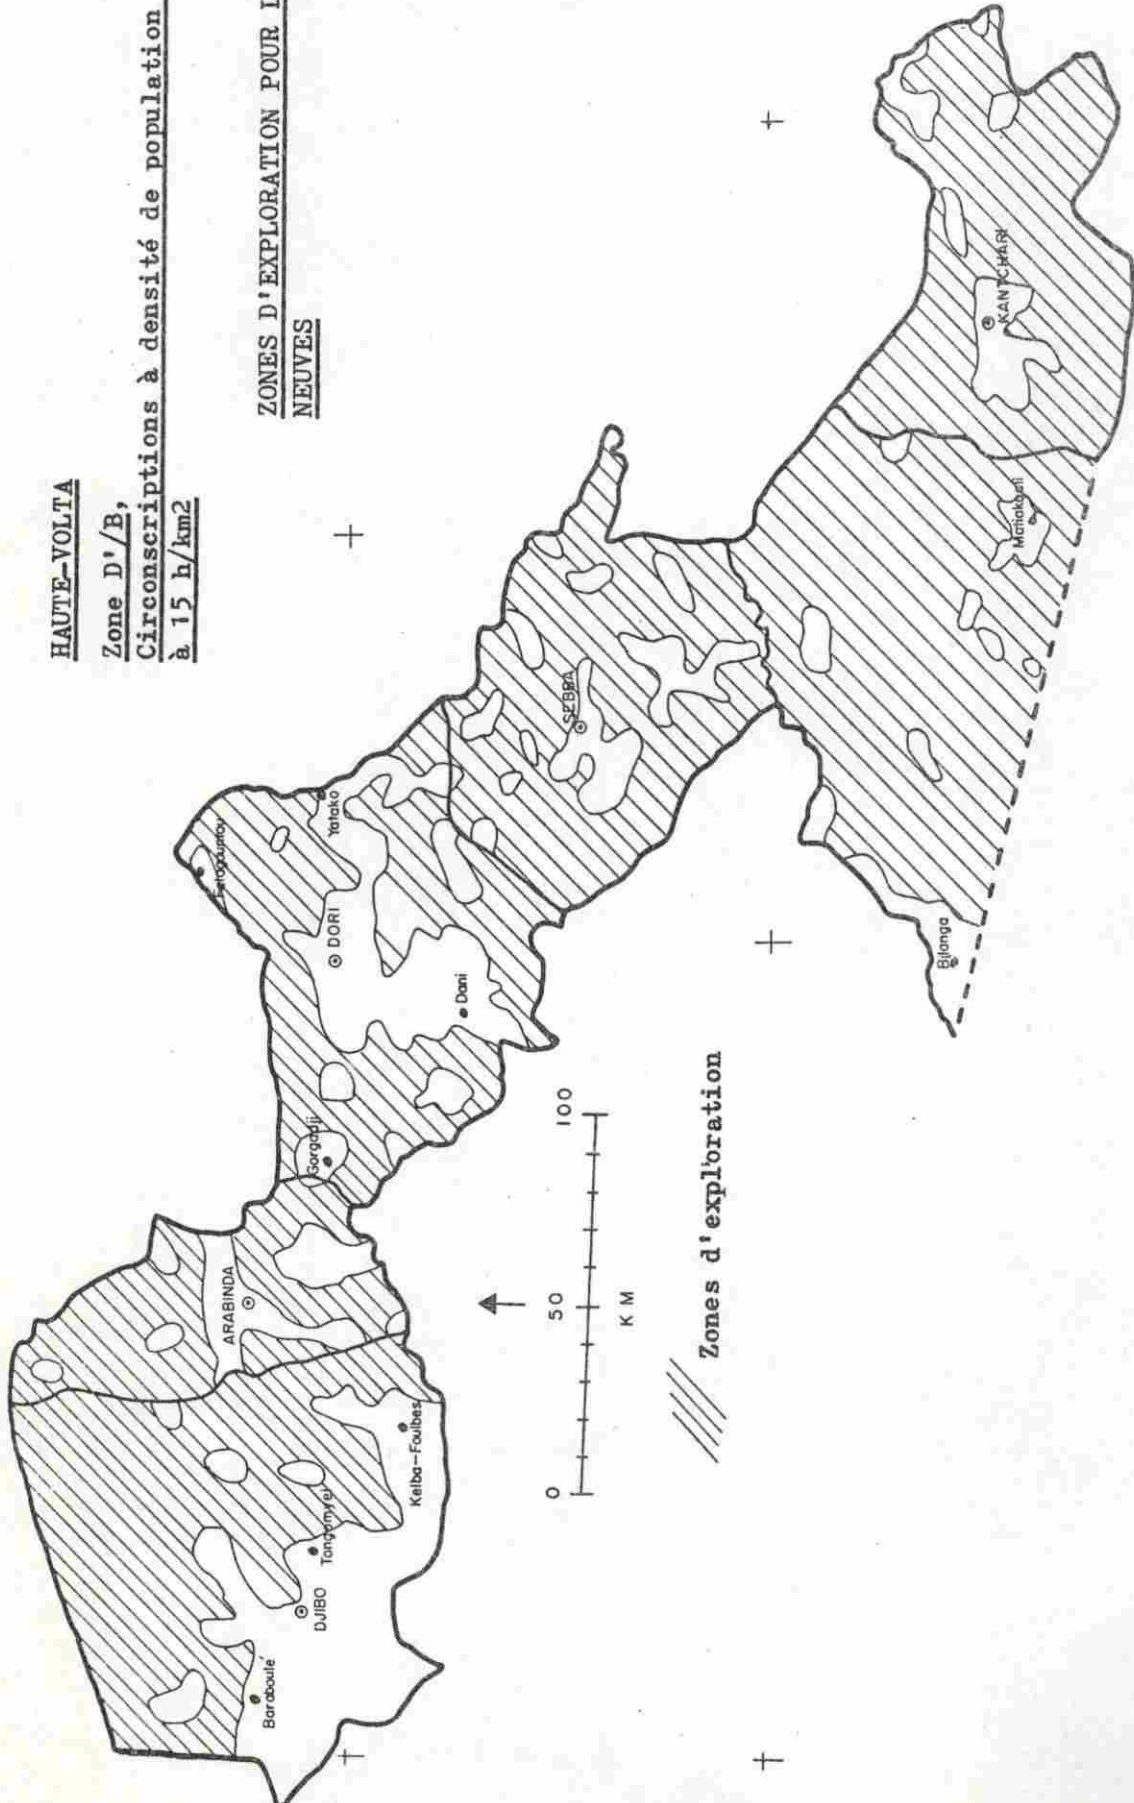 HAUTE-VOLTA
Zone D'/B,
Circonscriptions à densité de population
à 15 h/km2
ZONES D'EXPLORATION POUR
NEUVES
Baraboulé
DJIBO
Tongomyel
Kelba-Foulbes
ARABINDA
Gorgadji
DORI
Dani
Yatako
SEBBA
Bilanga
Matiakoali
KANTCHARI
0
50
100
KM
Zones d'exploration